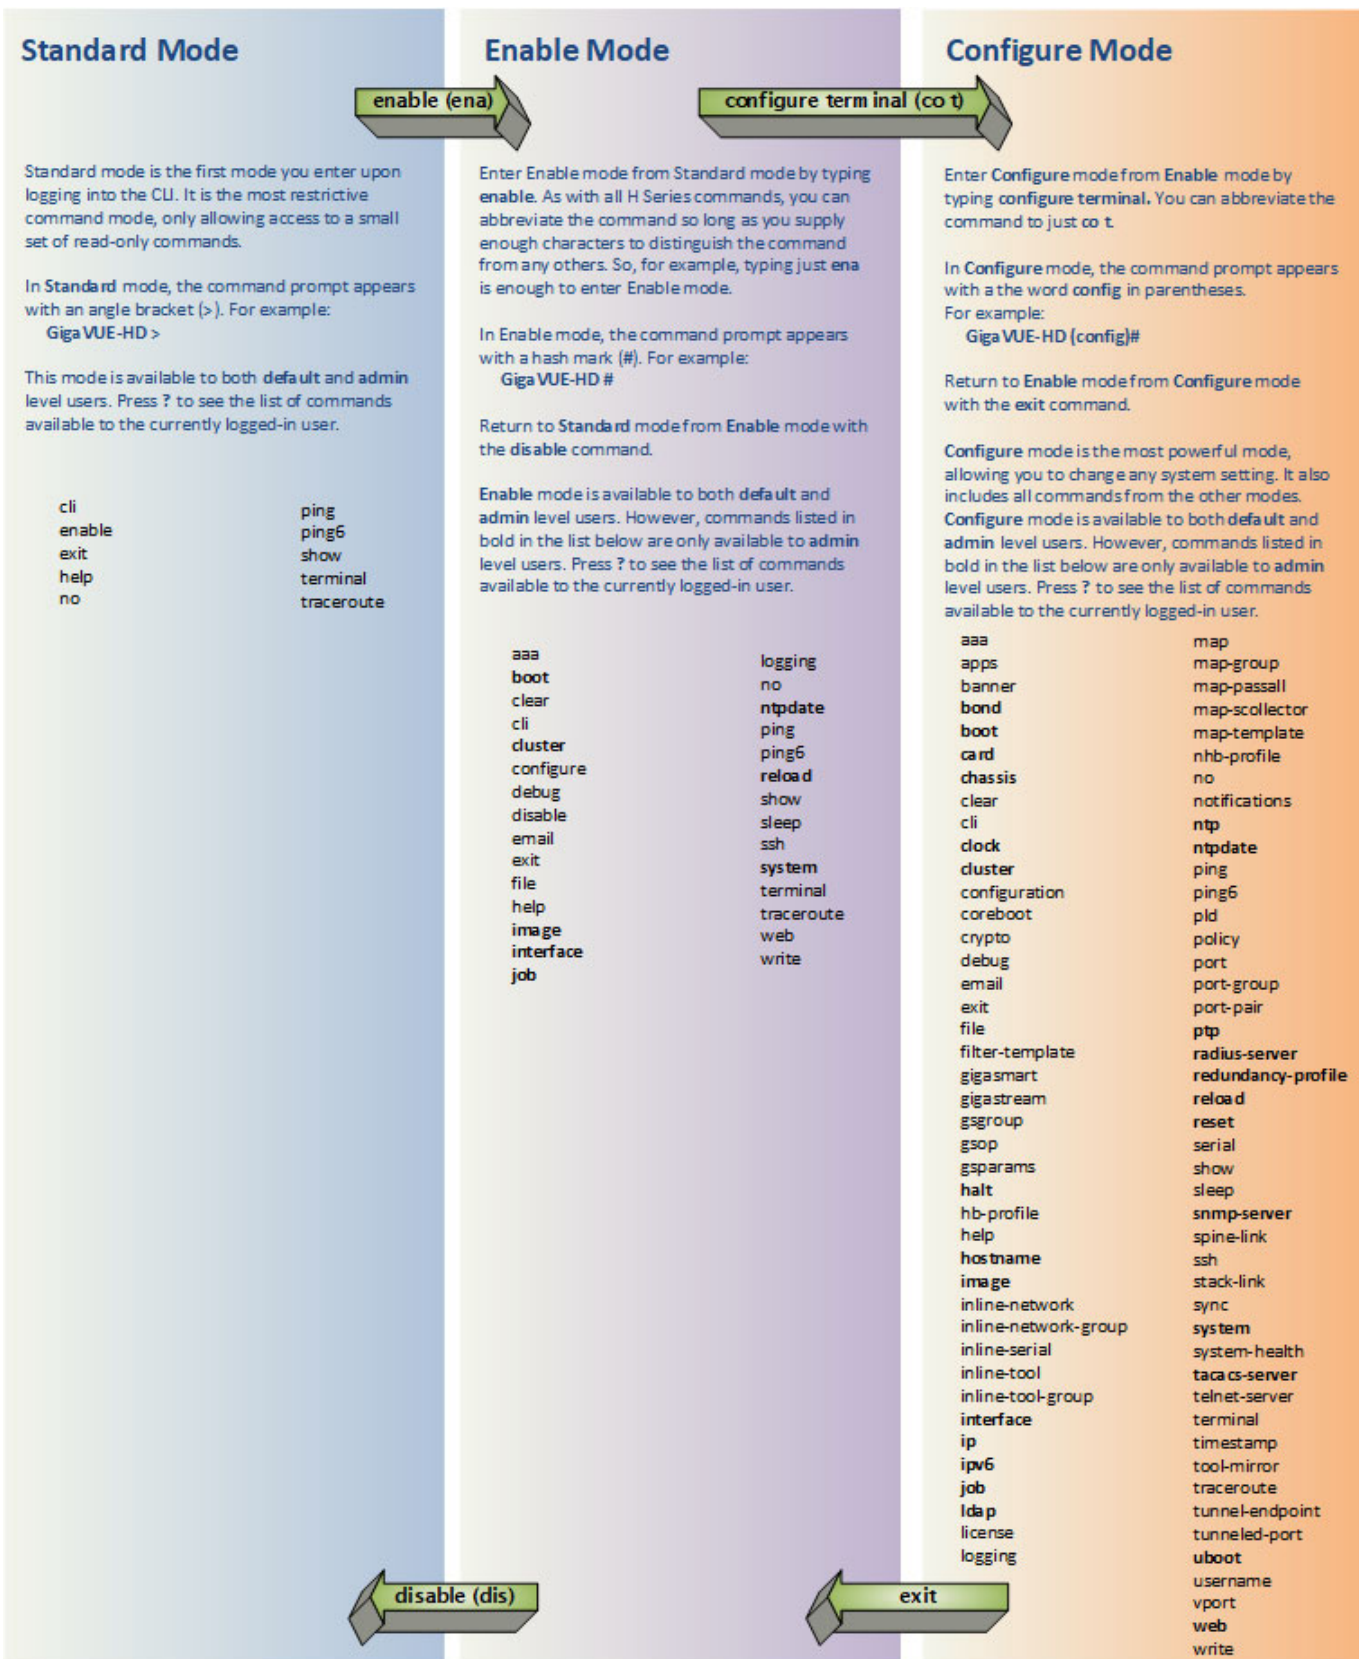 Standard Mode
enable (ena)
Standard mode is the first mode you enter upon
logging into the CLI. It is the most restrictive
command mode, only allowing access to a small
set of read-only commands.
In Standard mode, the command prompt appears
with an angle bracket (>). For example:
GigaVUE-HD >
This mode is available to both default and admin
level users. Press ? to see the list of commands
available to the currently logged-in user.
cli
enable
exit
help
no
ping
ping6
show
terminal
traceroute
disable (dis)
Enable Mode
configure terminal (co t)
Enter Enable mode from Standard mode by typing
enable. As with all H Series commands, you can
abbreviate the command so long as you supply
enough characters to distinguish the command
from any others. So, for example, typing just ena
is enough to enter Enable mode.
In Enable mode, the command prompt appears
with a hash mark (#). For example:
GigaVUE-HD #
Return to Standard mode from Enable mode with
the disable command.
Enable mode is available to both default and
admin level users. However, commands listed in
bold in the list below are only available to admin
level users. Press ? to see the list of commands
available to the currently logged-in user.
aaa
boot
clear
cli
cluster
configure
debug
disable
email
exit
file
help
image
interface
job
logging
no
ntpdate
ping
ping6
reload
show
sleep
ssh
system
terminal
traceroute
web
write
exit
Configure Mode
Enter Configure mode from Enable mode by
typing configure terminal. You can abbreviate the
command to just co t.
In Configure mode, the command prompt appears
with a the word config in parentheses.
For example:
GigaVUE-HD (config)#
Return to Enable mode from Configure mode
with the exit command.
Configure mode is the most powerful mode,
allowing you to change any system setting. It also
includes all commands from the other modes.
Configure mode is available to both default and
admin level users. However, commands listed in
bold in the list below are only available to admin
level users. Press ? to see the list of commands
available to the currently logged-in user.
aaa
apps
banner
bond
boot
card
chassis
clear
cli
clock
cluster
configuration
coreboot
crypto
debug
email
exit
file
filter-template
gigasmart
gigastream
gsgroup
gsop
gsparams
halt
hb-profile
help
hostname
image
inline-network
inline-network-group
inline-serial
inline-tool
inline-tool-group
interface
ip
ipv6
job
ldap
license
logging
map
map-group
map-passall
map-scollector
map-template
nhb-profile
no
notifications
ntp
ntpdate
ping
ping6
pld
policy
port
port-group
port-pair
ptp
radius-server
redundancy-profile
reload
reset
serial
show
sleep
snmp-server
spine-link
ssh
stack-link
sync
system
system-health
tacacs-server
telnet-server
terminal
timestamp
tool-mirror
traceroute
tunnel-endpoint
tunneled-port
uboot
username
vport
web
write